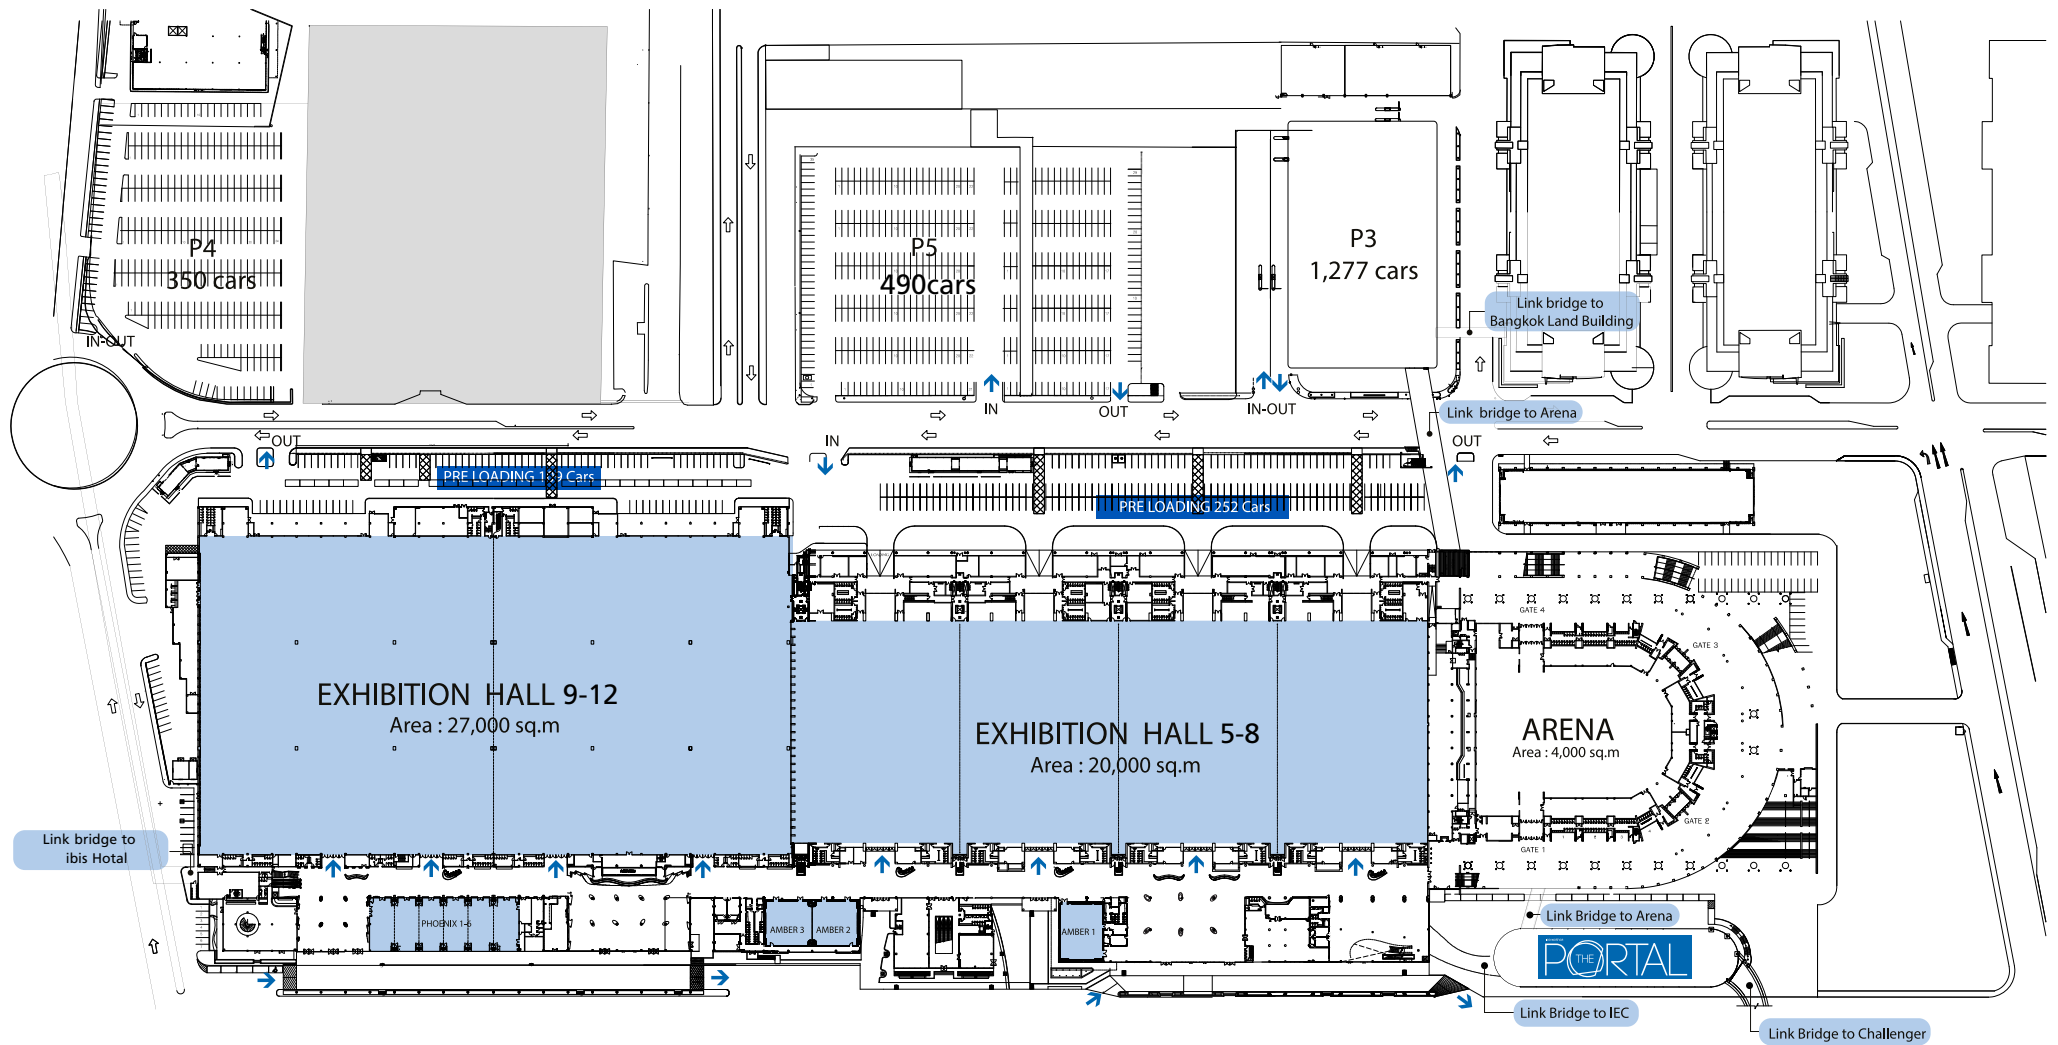 P4
350 cars
IN-OUT
P5
490cars
P3
1,277 cars
Link bridge to
Bangkok Land Building
IN
OUT
IN-OUT
Link bridge to Arena
OUT
IN
OUT
PRE LOADING Cars
PRE LOADING 252 Cars
EXHIBITION HALL 9-12
Area : 27,000 sq.m
EXHIBITION HALL 5-8
Area : 20,000 sq.m
GATE 4
GATE 3
ARENA
Area : 4,000 sq.m
GATE 2
GATE 1
Link bridge to
ibis Hotal
PHOENIX 1-6
AMBER 3
AMBER 2
AMBER 1
Link Bridge to Arena
THE
PORTAL
Link Bridge to IEC
Link Bridge to Challenger